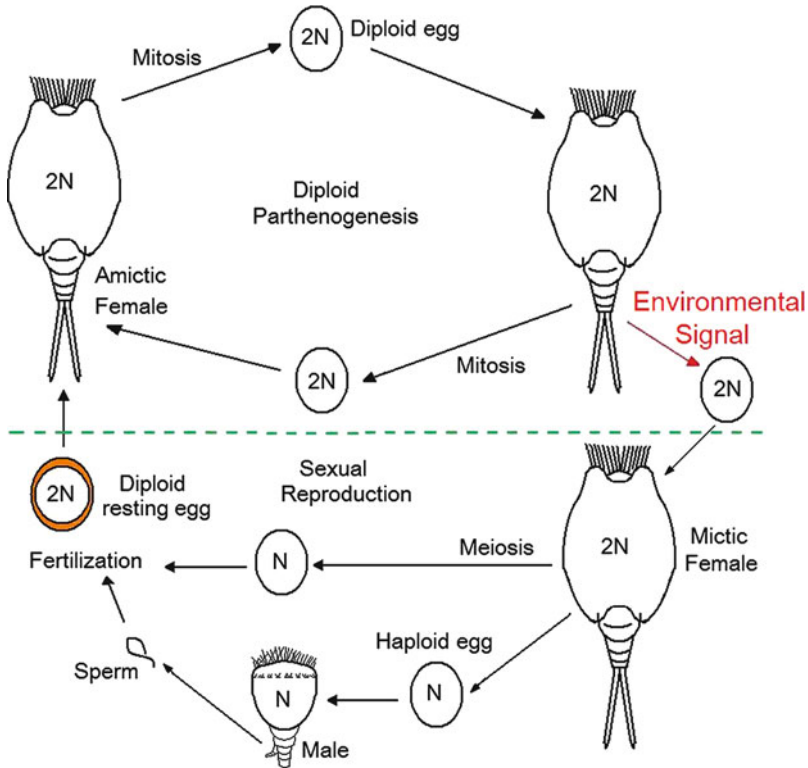 2N
Diploid egg
Mitosis
2N
2N
Diploid
Parthenogenesis
Amictic
Female
Environmental
Signal
2N
Mitosis
2N
2N
Diploid
resting egg
Sexual
Reproduction
Fertilization
N
Meiosis
2N
Mictic
Female
Haploid egg
Sperm
N
N
Male